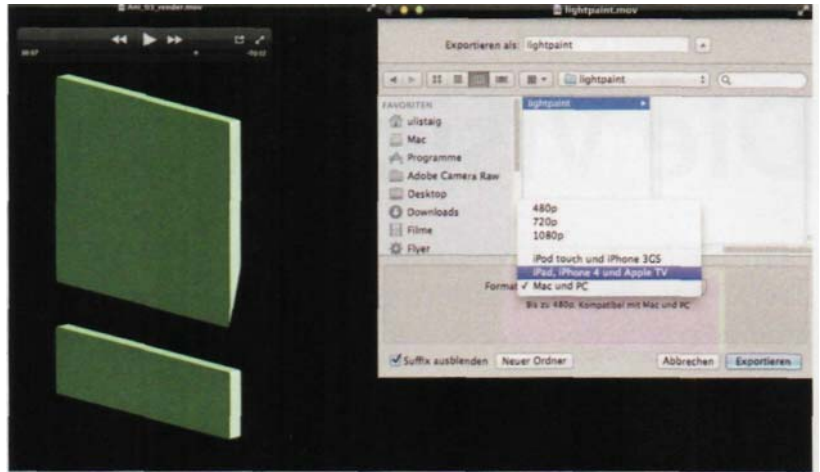 Ani_03_render.mov
lightpaint.mov
Exportieren als: lightpaint
lightpaint
FAVORITEN
ulistaig
Mac
Programme
Adobe Camera Raw
Desktop
Downloads
Filme
Flyer
lightpaint
480p
720p
1080p
iPod touch und iPhone 3GS
iPad, iPhone 4 und Apple TV
Format ✓ Mac und PC
Bis zu 480p. Kompatibel mit Mac und PC
Suffix ausblenden
Neuer Ordner
Abbrechen
Exportieren